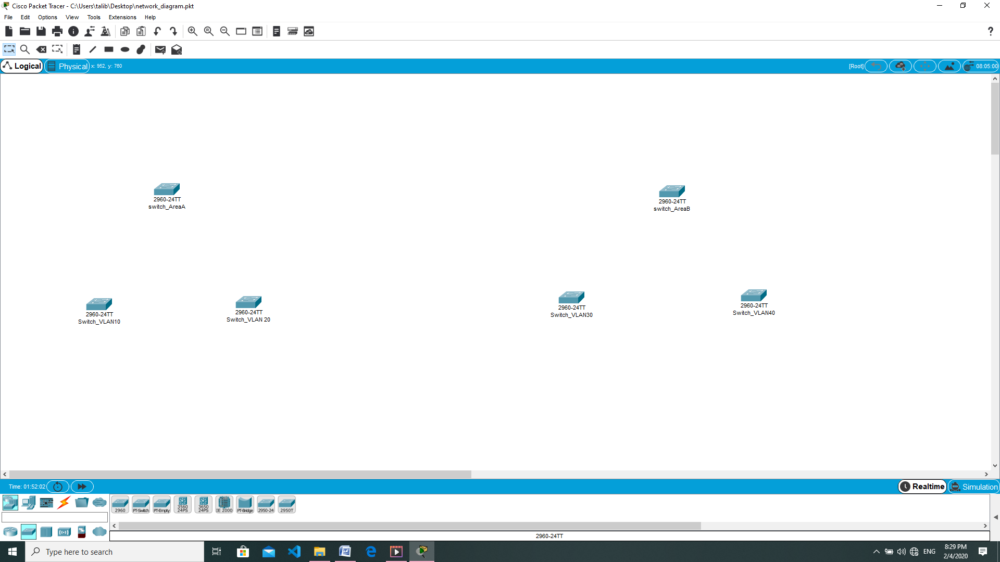 Cisco Packet Tracer - C:\Users\talib\Desktop\network_diagram.pkt
File Edit Options View Tools Extensions Help
?
Logical Physical x: 952, y: 760 [Root] 08:05:00
2960-24TT
switch_AreaA
2960-24TT
switch_AreaB
2960-24TT
Switch_VLAN10
2960-24TT
Switch_VLAN 20
2960-24TT
Switch_VLAN30
2960-24TT
Switch_VLAN40
Time: 01:52:02 Realtime Simulation
2960 PT-Switch PT-Empty 3560 24PS 3650 24PS IE 2000 PT-Bridge 2950-24 2950T
2960-24TT
Type here to search
ENG
8:29 PM
2/4/2020